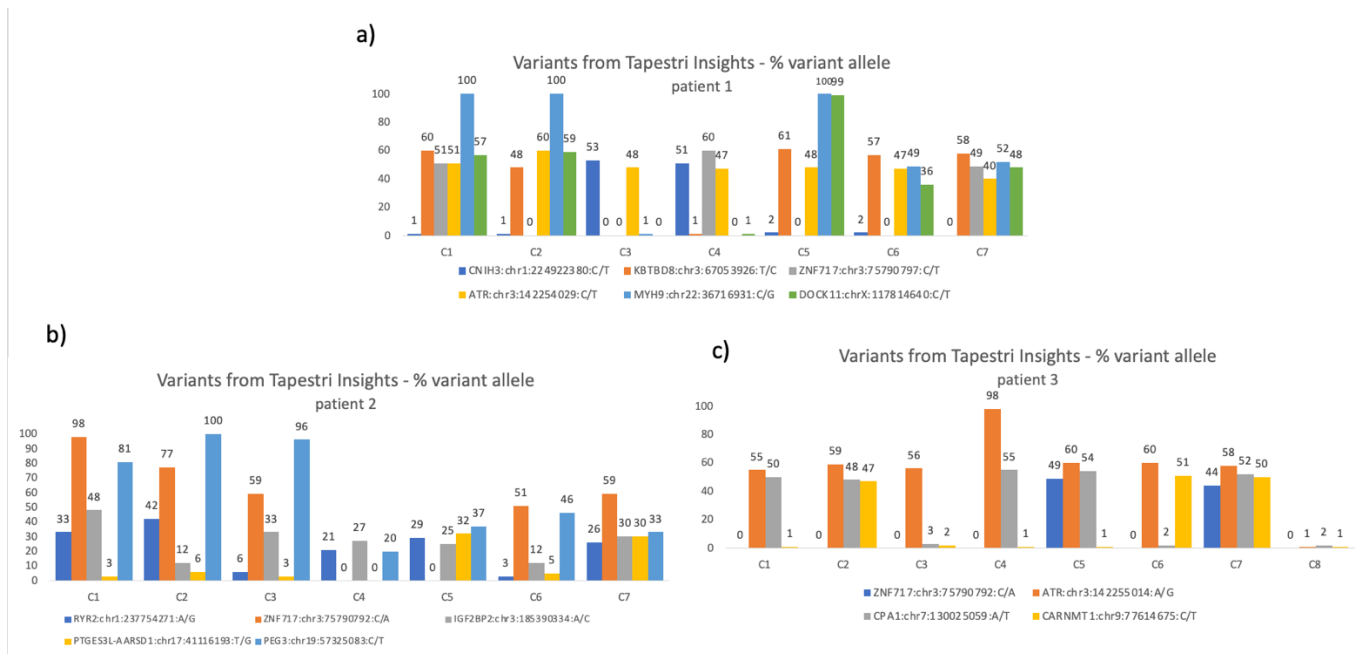 a)
Variants from Tapestri Insights - % variant allele
patient 1
100
80
60
40
20
0
1 60 51 51 100 57
1 48 0 60 100 59
53 0 0 48 1 0
51 1 60 47 0 1
2 61 0 48 100 99
2 57 0 47 49 36
0 58 49 40 52 48
C1 C2 C3 C4 C5 C6 C7
CNIH3:chr1:224922380:C/T KBTBD8:chr3:67053926:T/C ZNF717:chr3:75790797:C/T
ATR:chr3:142254029:C/T MYH9:chr22:36716931:C/G DOCK11:chrX:117814640:C/T
b)
Variants from Tapestri Insights - % variant allele
patient 2
100
90
80
70
60
50
40
30
20
10
0
33 98 48 3 81
42 77 12 6 100
6 59 33 3 96
21 0 27 0 20
29 0 25 32 37
3 51 12 5 46
26 59 30 30 33
C1 C2 C3 C4 C5 C6 C7
RYR2:chr1:237754271:A/G ZNF717:chr3:75790792:C/A IGF2BP2:chr3:185390334:A/C
PTGES3L-AARSD1:chr17:41116193:T/G PEG3:chr19:57325083:C/T
c)
Variants from Tapestri Insights - % variant allele
patient 3
100
80
60
40
20
0
0 55 50 1
0 59 48 47
0 56 3 2
0 98 55 1
49 60 54 1
0 60 2 51
44 58 52 50
0 1 2 1
C1 C2 C3 C4 C5 C6 C7 C8
ZNF717:chr3:75790792:C/A ATR:chr3:142255014:A/G
CPA1:chr7:130025059:A/T CARNMT1:chr9:77614675:C/T